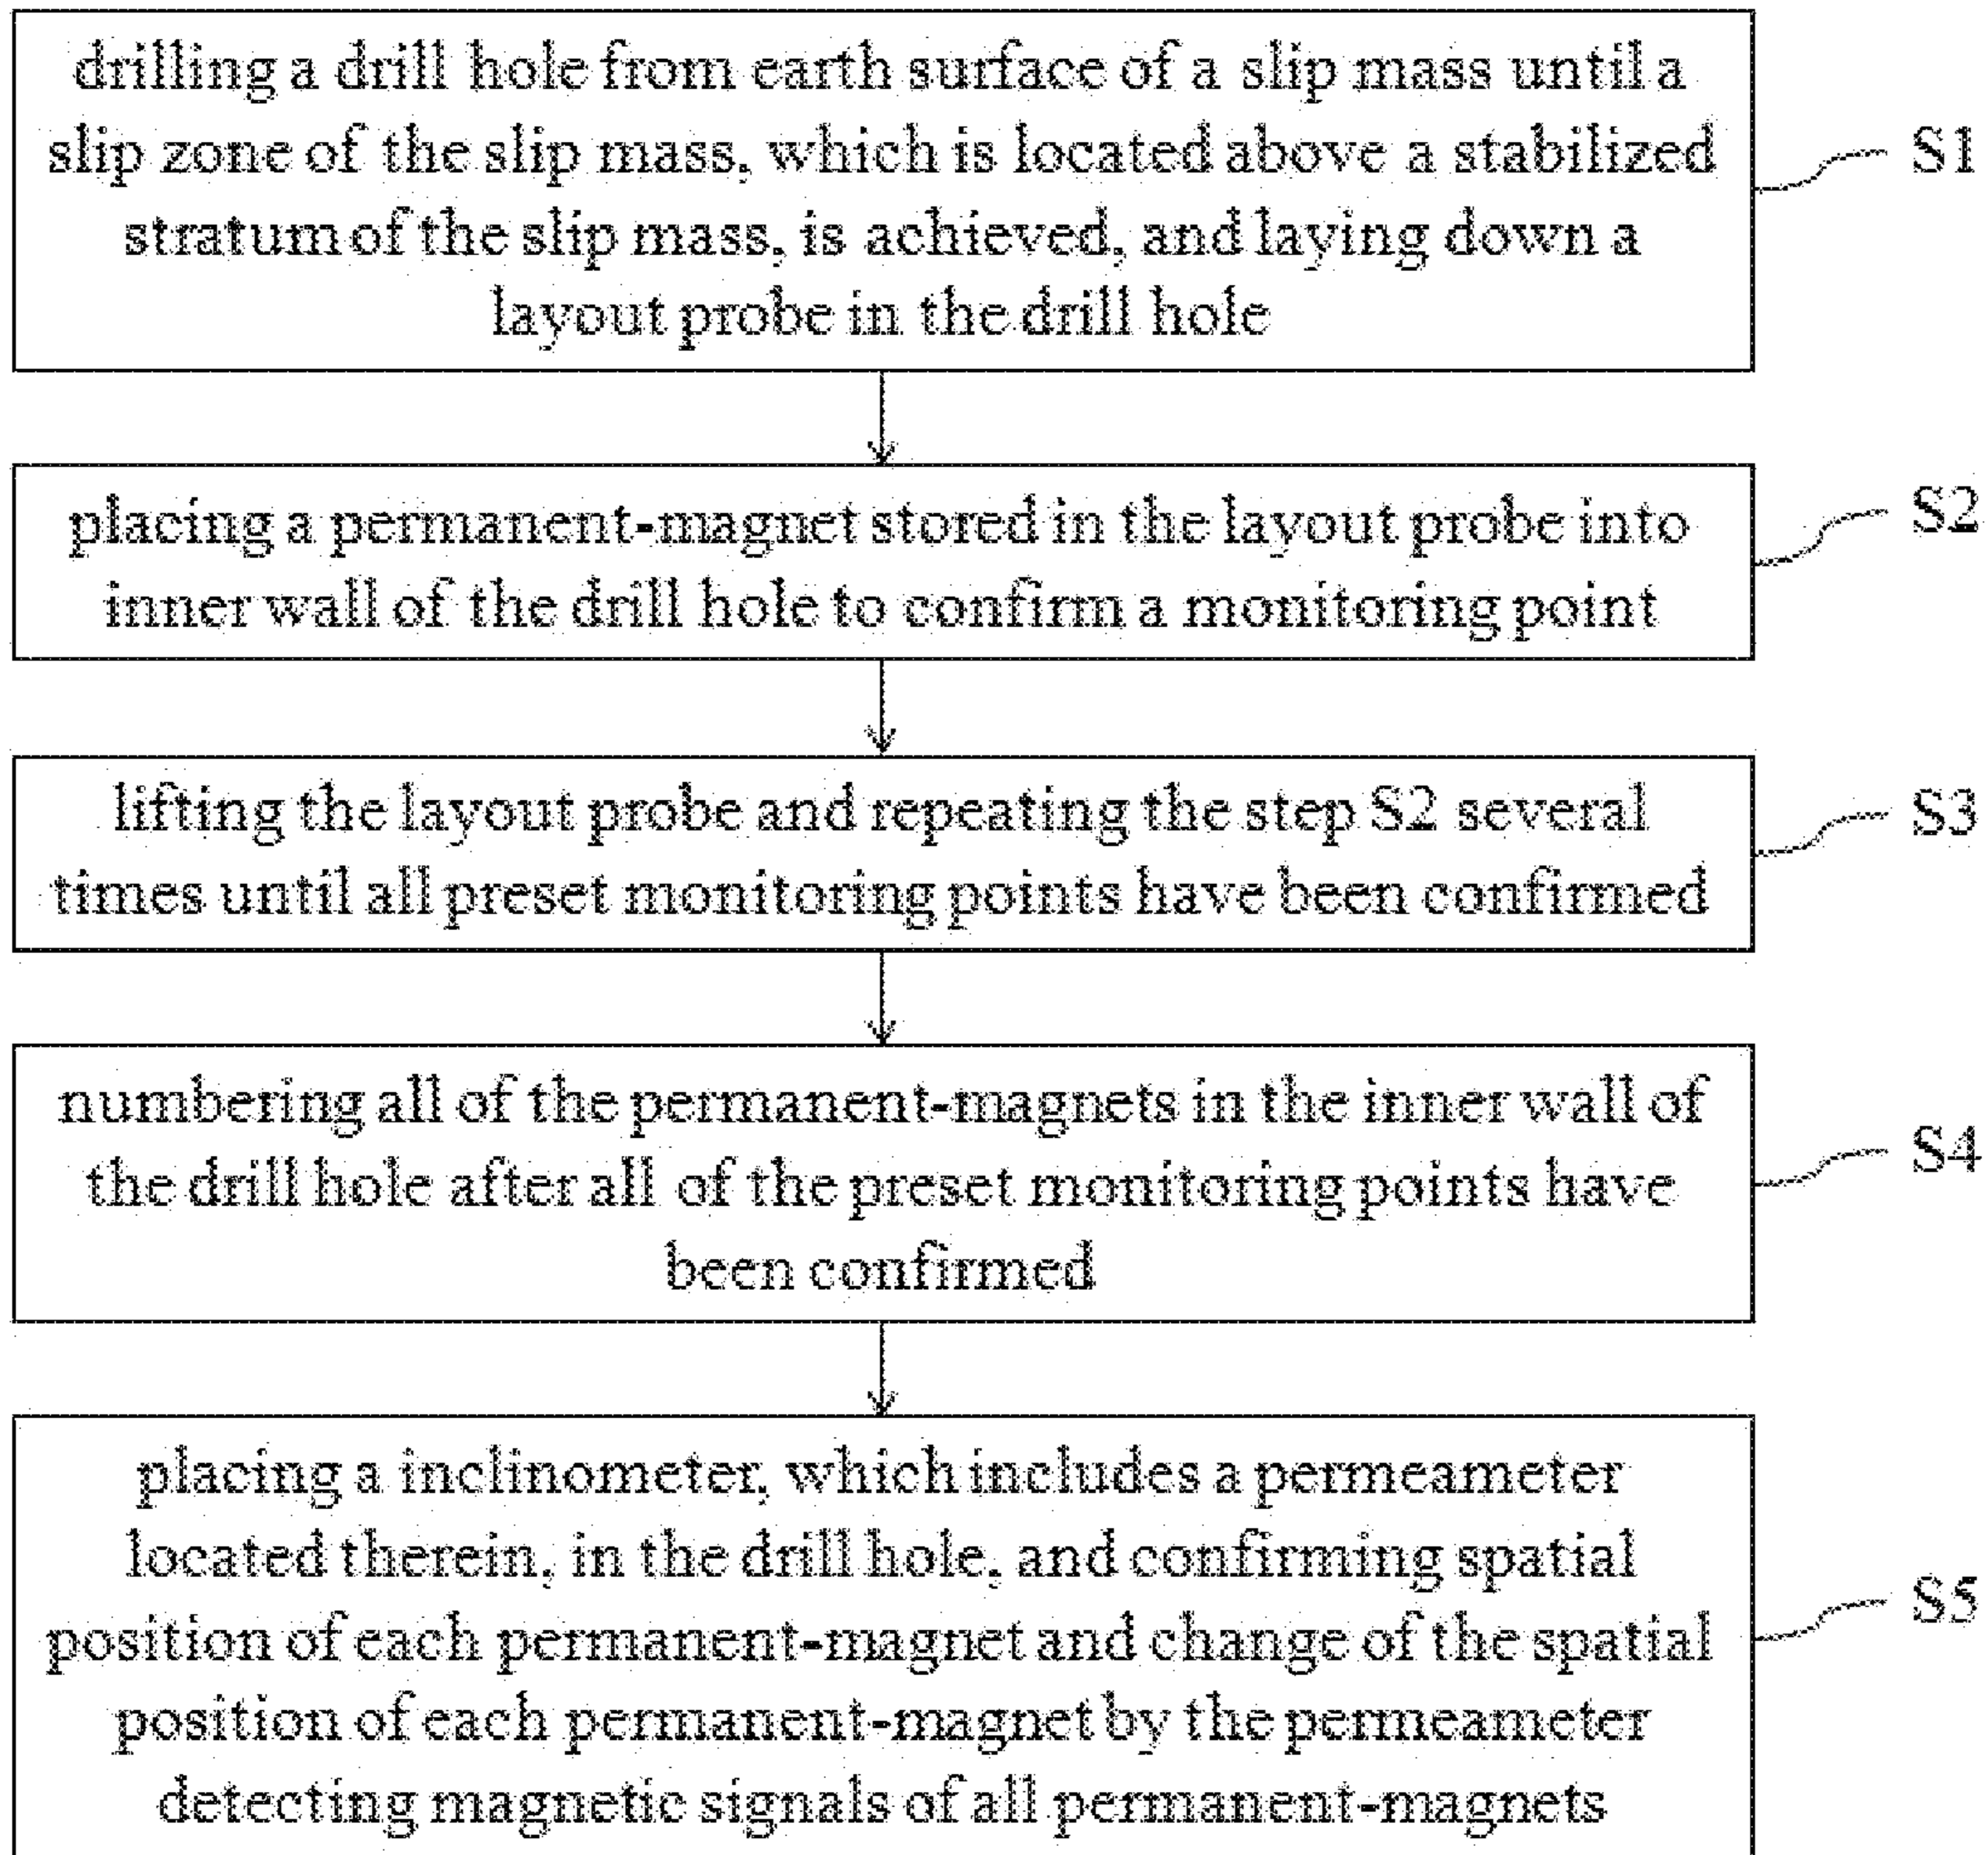 drilling a drill hole from earth surface of a slip mass until a
slip zone of the slip mass, which is located above a stabilized
stratum of the slip mass, is achieved, and laying down a
layout probe in the drill hole
S1
placing a permanent-magnet stored in the layout probe into
inner wall of the drill hole to confirm a monitoring point
S2
lifting the layout probe and repeating the step S2 several
times until all preset monitoring points have been confirmed
S3
numbering all of the permanent-magnets in the inner wall of
the drill hole after all of the preset monitoring points have
been confirmed
S4
placing a inclinometer, which includes a permeameter
located therein, in the drill hole, and confirming spatial
position of each permanent-magnet and change of the spatial
position of each permanent-magnet by the permeameter
detecting magnetic signals of all permanent-magnets
S5